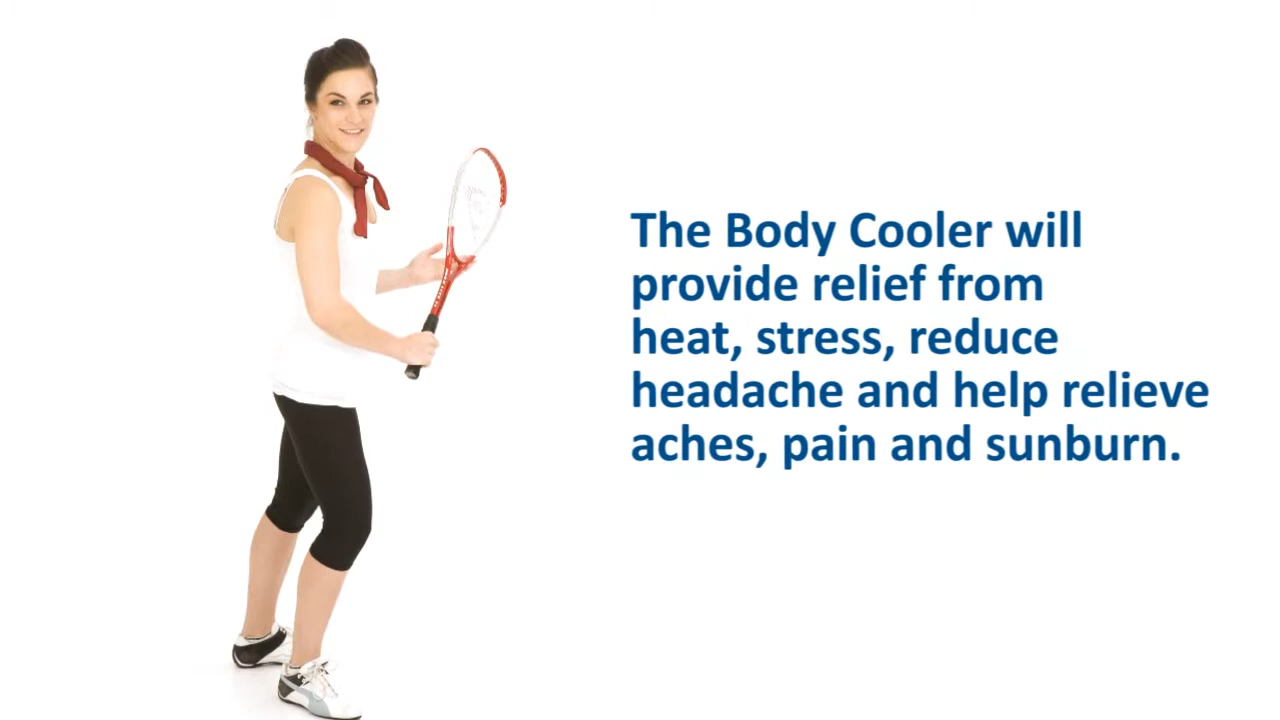 The Body Cooler will
provide relief from
heat, stress, reduce
headache and help relieve
aches, pain and sunburn.